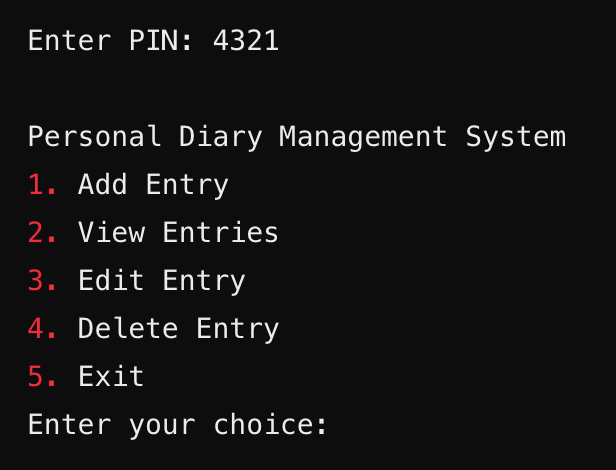 Enter PIN: 4321
Personal Diary Management System
1. Add Entry
2. View Entries
3. Edit Entry
4. Delete Entry
5. Exit
Enter your choice: